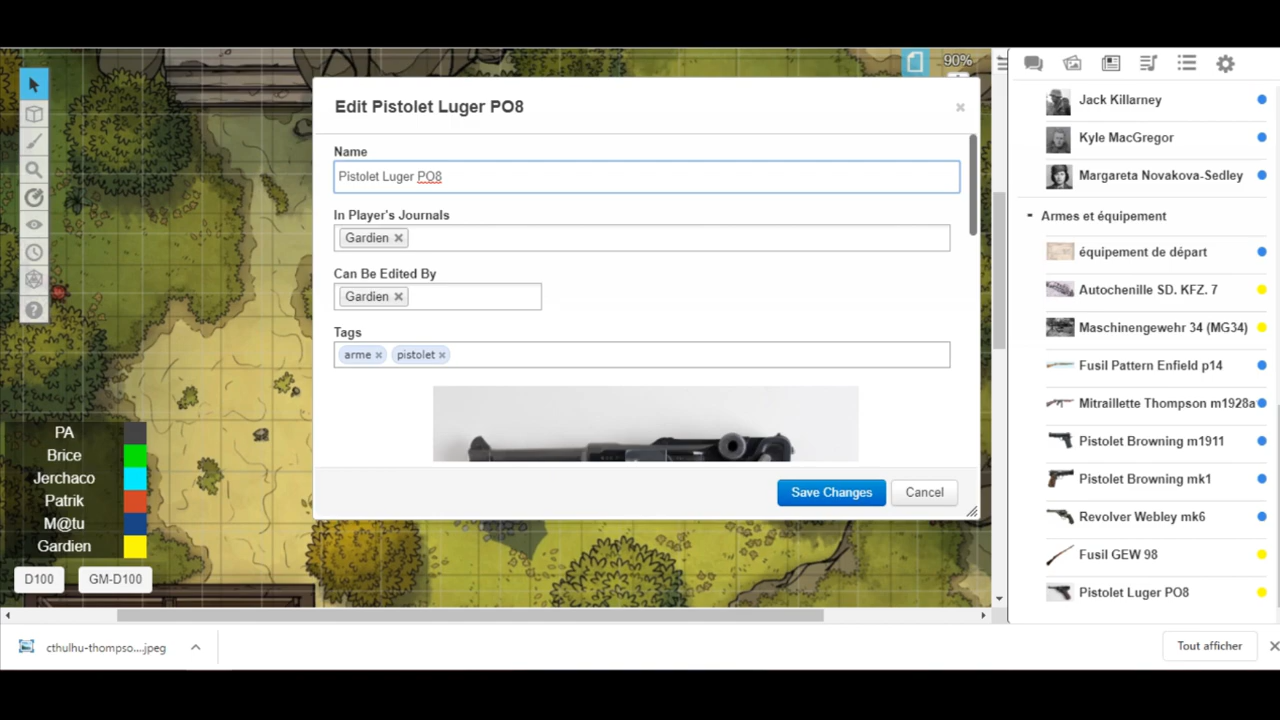 90%
Edit Pistolet Luger PO8
×
Name
Pistolet Luger PO8
In Player's Journals
Gardien ×
Can Be Edited By
Gardien ×
Tags
arme × pistolet ×
Save Changes
Cancel
PA
Brice
Jerchaco
Patrik
M@tu
Gardien
D100
GM-D100
Jack Killarney
Kyle MacGregor
Margareta Novakova-Sedley
Armes et équipement
équipement de départ
Autochenille SD. KFZ. 7
Maschinengewehr 34 (MG34)
Fusil Pattern Enfield p14
Mitraillette Thompson m1928a
Pistolet Browning m1911
Pistolet Browning mk1
Revolver Webley mk6
Fusil GEW 98
Pistolet Luger PO8
cthulhu-thompso....jpeg
Tout afficher